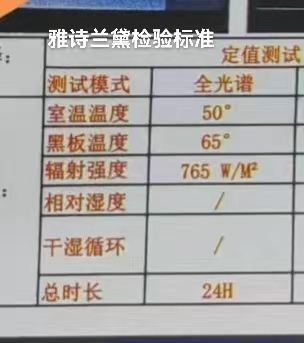 雅诗兰黛检验标准
定值测试
测试模式 全光谱
室温温度 50°
黑板温度 65°
辐射强度 765 W/M²
相对湿度 /
干湿循环 /
总时长 24H